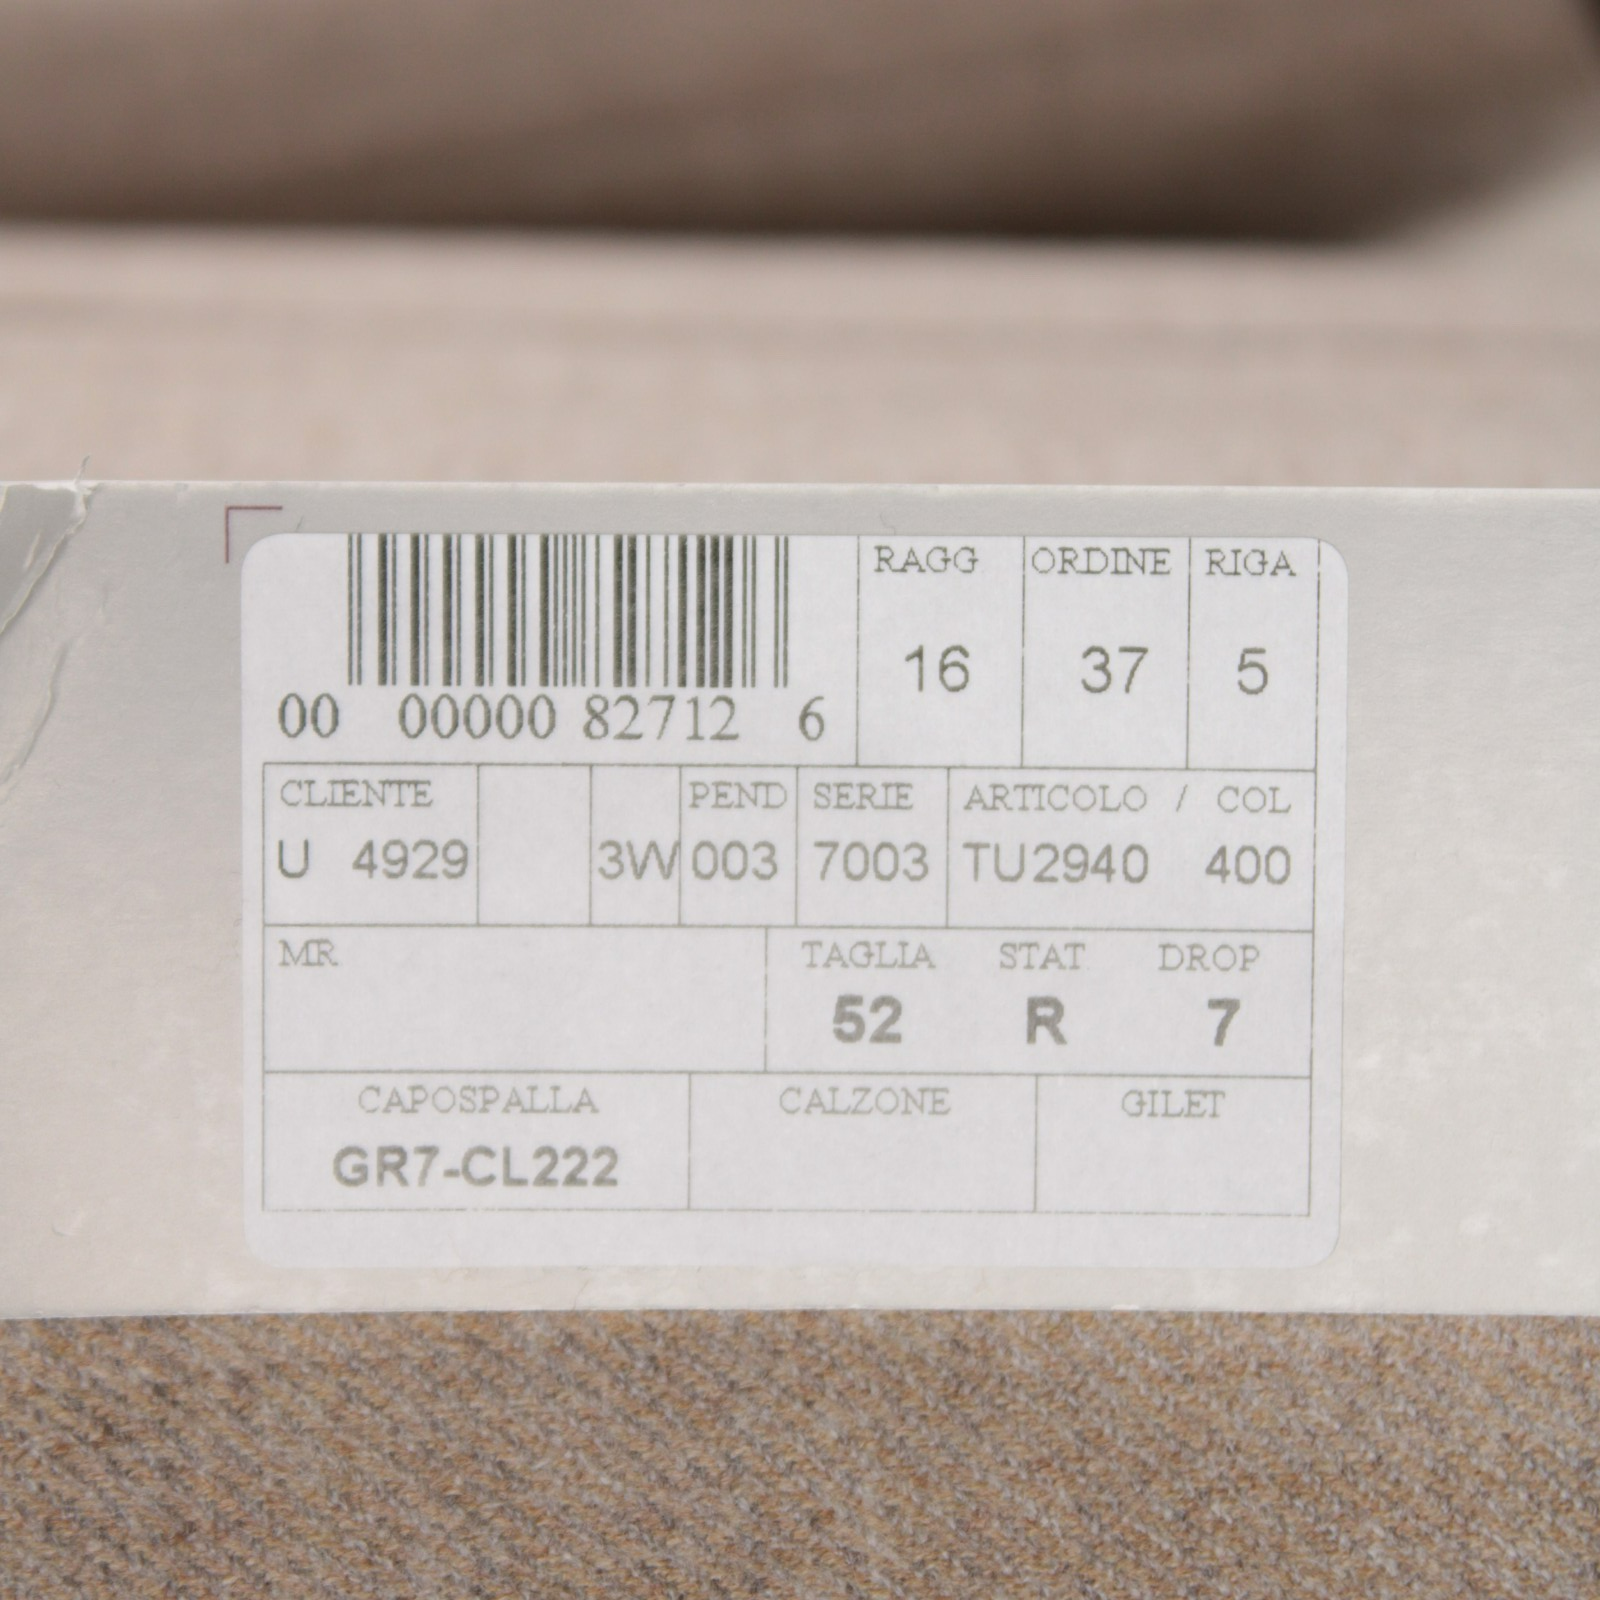 RAGG ORDINE RIGA
16 37 5
00 00000 82712 6
CLIENTE PEND SERIE ARTICOLO / COL
U 4929 3W 003 7003 TU2940 400
MR TAGLIA STAT DROP
52 R 7
CAPOSPALLA CALZONE GILET
GR7-CL222